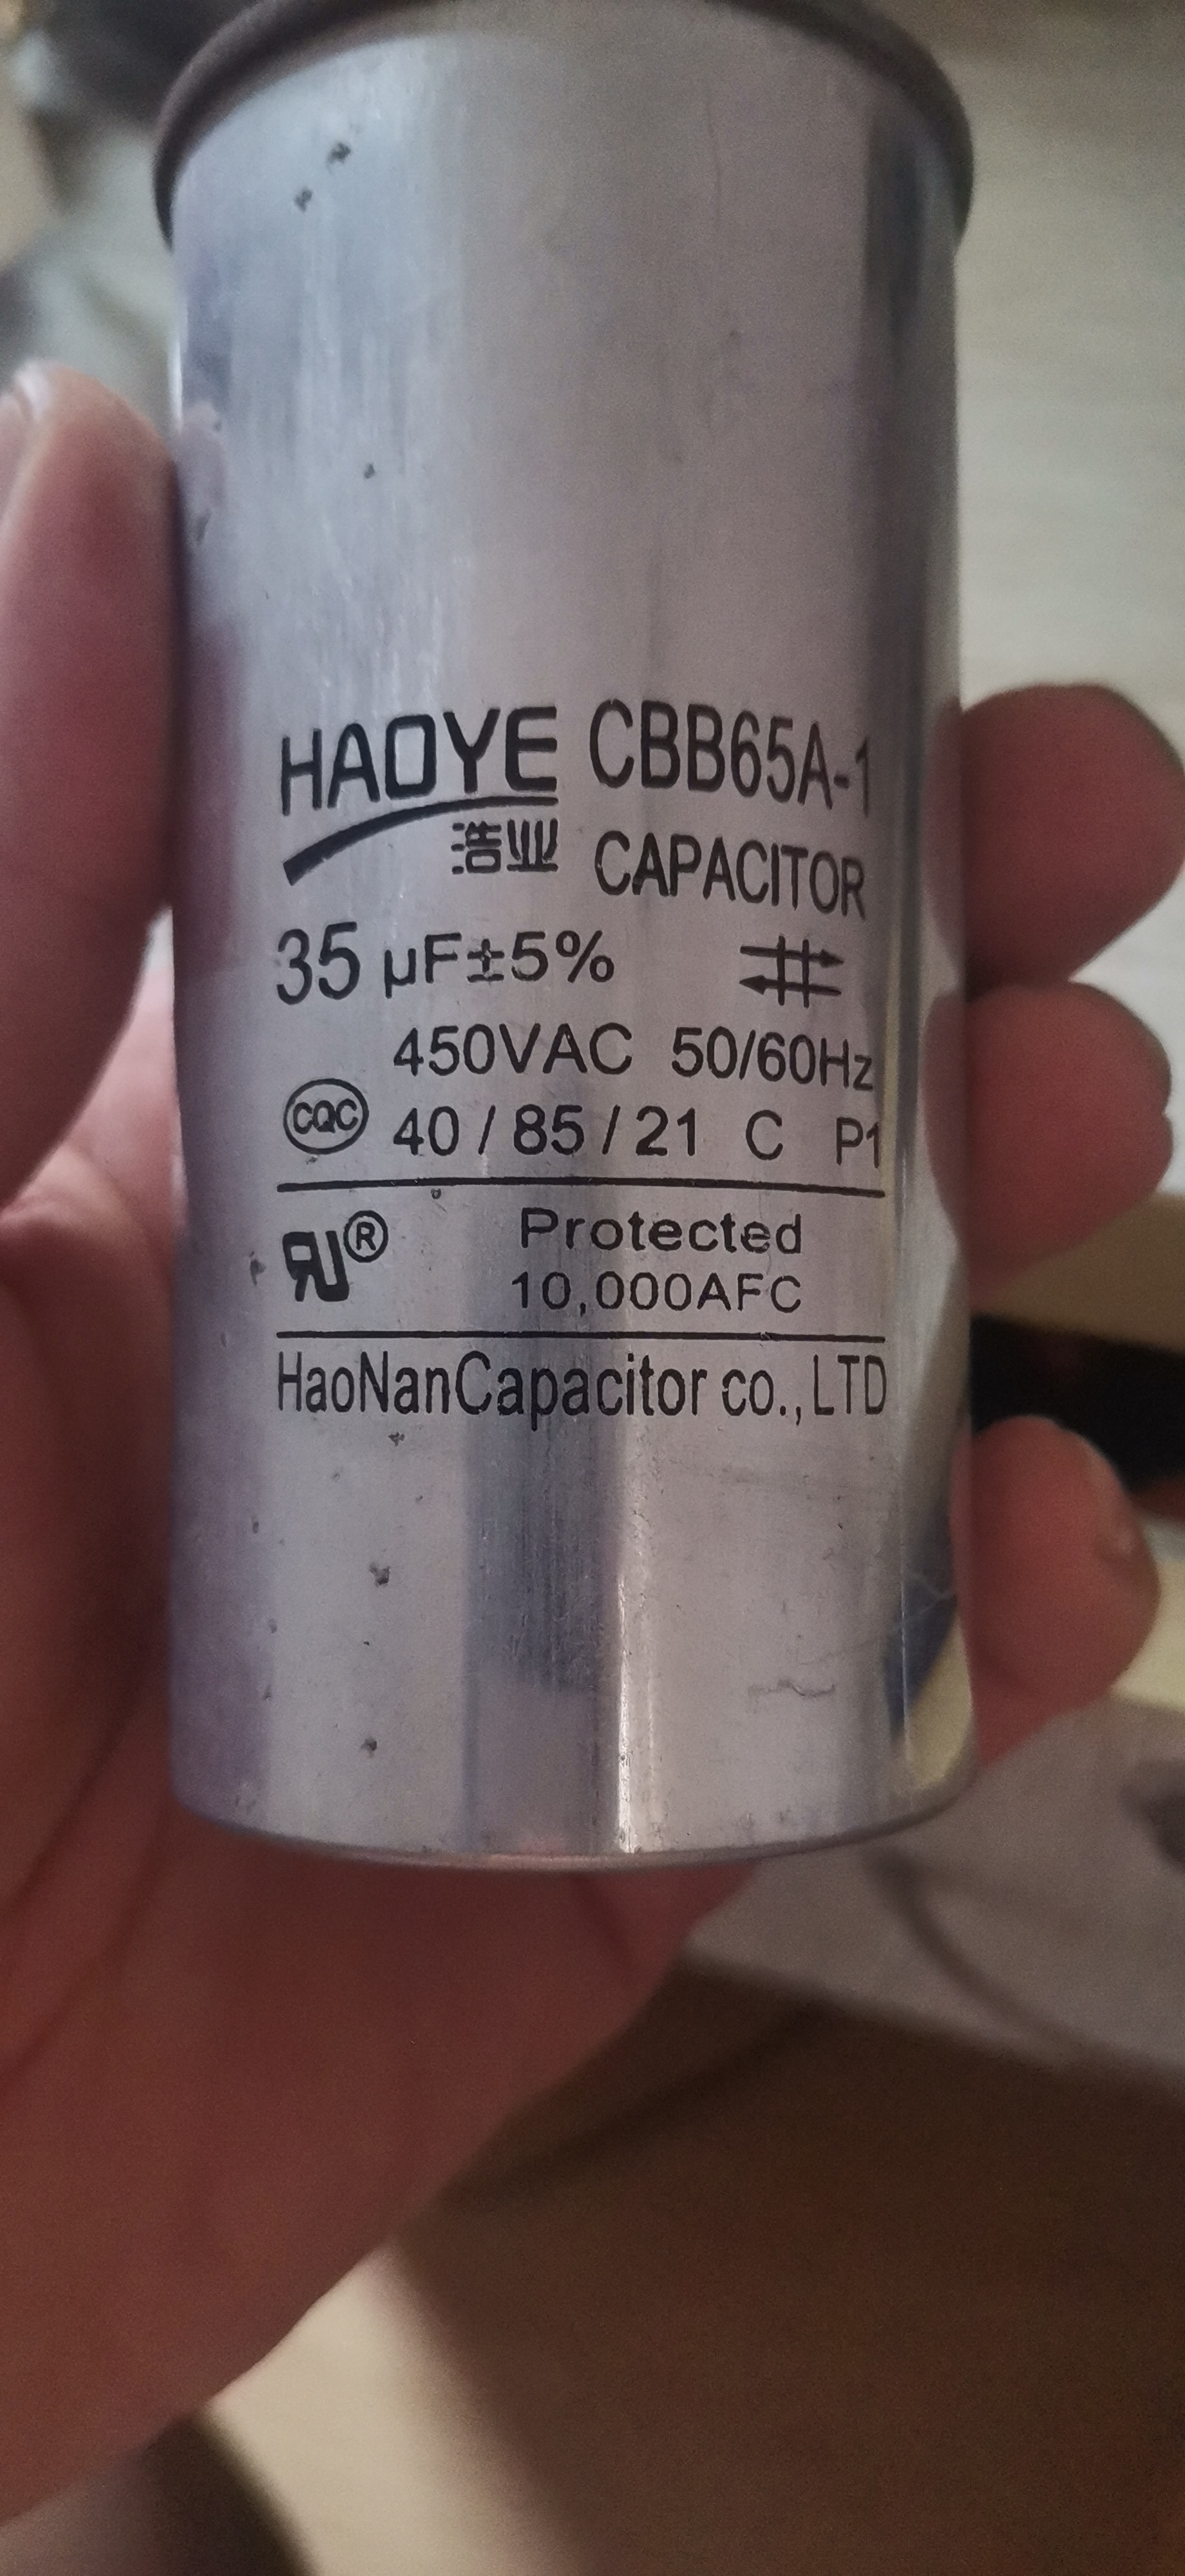 HAOYE CBB65A-1
浩业 CAPACITOR
35 μF±5%
450VAC 50/60Hz
CQC 40 / 85 / 21 C P1
RU® Protected
10,000AFC
HaoNanCapacitor co.,LTD